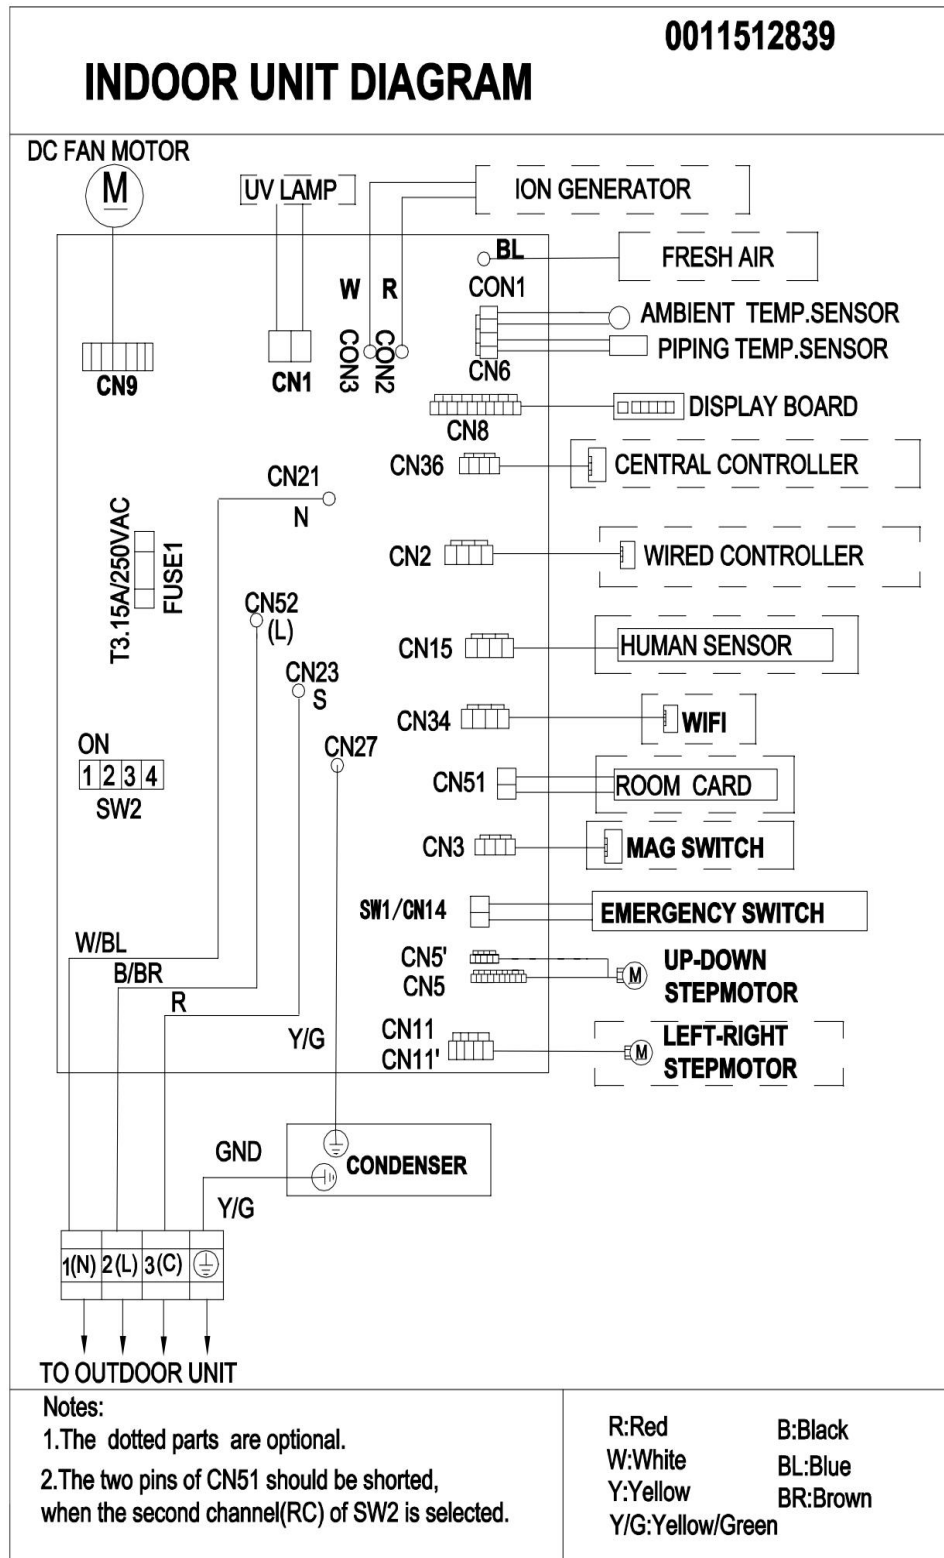 0011512839
INDOOR UNIT DIAGRAM
DC FAN MOTOR
M
UV LAMP
ION GENERATOR
BL
FRESH AIR
CON1
W
R
AMBIENT TEMP.SENSOR
PIPING TEMP.SENSOR
CON3
CON2
CN6
CN9
CN1
DISPLAY BOARD
CN8
CN36
CENTRAL CONTROLLER
CN21
N
T3.15A/250VAC
FUSE1
CN2
WIRED CONTROLLER
CN52
(L)
CN15
HUMAN SENSOR
CN23
S
CN34
WIFI
ON
1 2 3 4
SW2
CN27
CN51
ROOM CARD
CN3
MAG SWITCH
SW1/CN14
EMERGENCY SWITCH
W/BL
B/BR
R
CN5'
CN5
M
UP-DOWN
STEPMOTOR
Y/G
CN11
CN11'
M
LEFT-RIGHT
STEPMOTOR
GND
CONDENSER
Y/G
1(N) 2(L) 3(C)
TO OUTDOOR UNIT
Notes:
1.The dotted parts are optional.
2.The two pins of CN51 should be shorted,
when the second channel(RC) of SW2 is selected.
R:Red
B:Black
W:White
BL:Blue
Y:Yellow
BR:Brown
Y/G:Yellow/Green